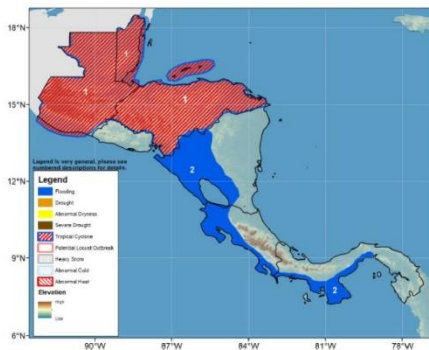 18°N
15°N
12°N
9°N
6°N
1
1
1
2
2
Legend is very general, please see
numbered descriptions for details.
Legend
Flooding
Drought
Abnormal Dryness
Severe Drought
Tropical Cyclone
Potential Locust Outbreak
Heavy Snow
Abnormal Cold
Abnormal Heat
Elevation
High
Low
90°W
87°W
84°W
81°W
78°W